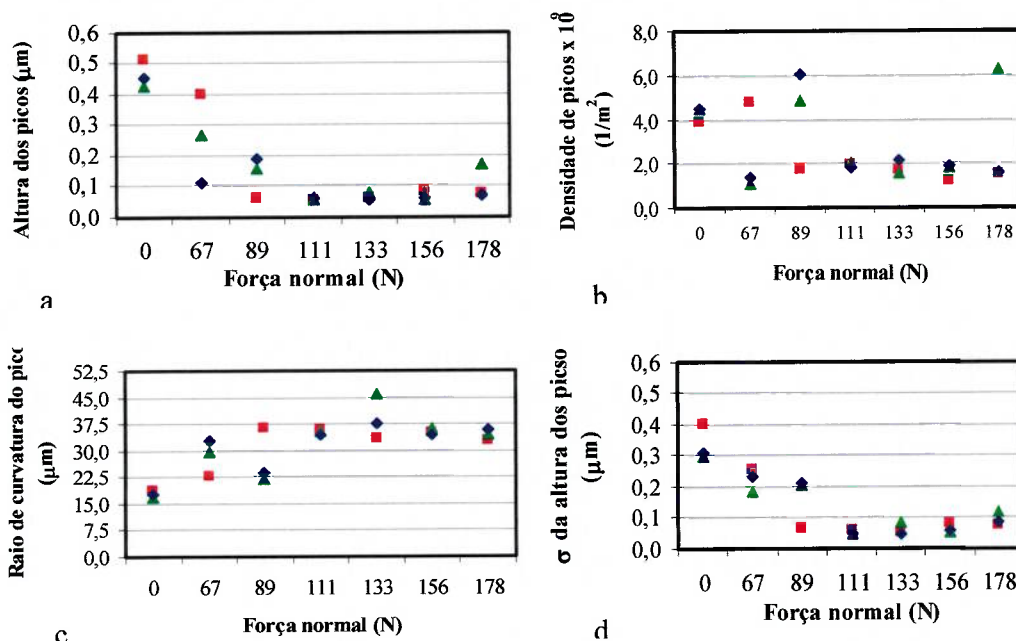 Altura dos picos (µm)
0,6
0,5
0,4
0,3
0,2
0,1
0,0
0 67 89 111 133 156 178
Força normal (N)
a
Densidade de picos x 10⁹
(1/m²)
8,0
6,0
4,0
2,0
0,0
0 67 89 111 133 156 178
Força normal (N)
b
Raio de curvatura do
(µm)
52,5
45,0
37,5
30,0
22,5
15,0
7,5
0,0
0 67 89 111 133 156 178
Força normal (N)
c
σ da altura dos picso
(µm)
0,6
0,5
0,4
0,3
0,2
0,1
0,0
0 67 89 111 133 156 178
Força normal (N)
d